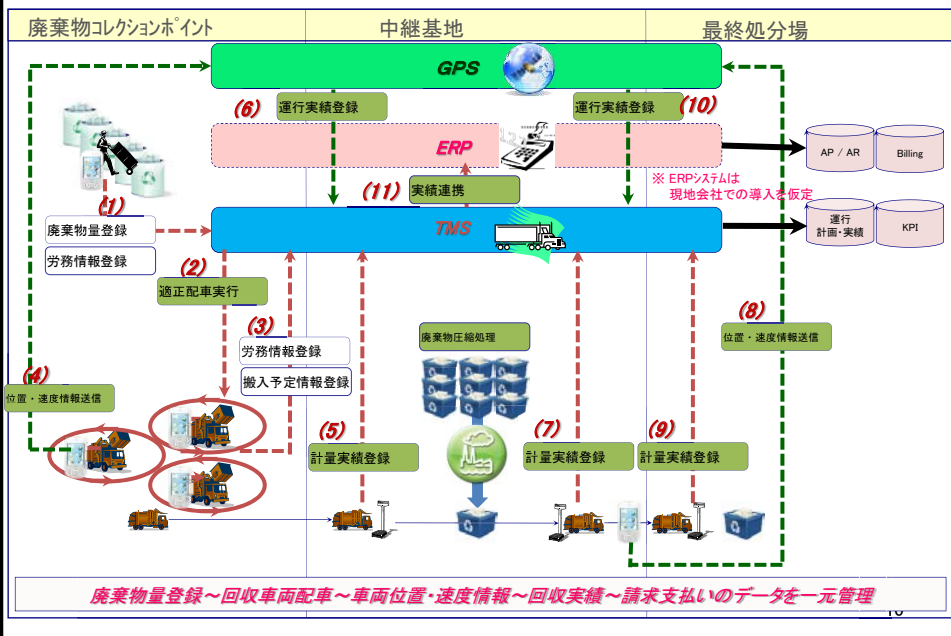 廃棄物コレクションポイント
中継基地
最終処分場
GPS
(6)
運行実績登録
運行実績登録
(10)
ERP
AP / AR
Billing
※ ERPシステムは
現地会社での導入を仮定
(11)
実績連携
(1)
廃棄物量登録
労務情報登録
TMS
運行
計画・実績
KPI
(2)
適正配車実行
(3)
労務情報登録
搬入予定情報登録
廃棄物圧縮処理
(8)
位置・速度情報送信
(4)
位置・速度情報送信
(5)
計量実績登録
(7)
計量実績登録
(9)
計量実績登録
廃棄物量登録～回収車両配車～車両位置・速度情報～回収実績～請求支払いのデータを一元管理